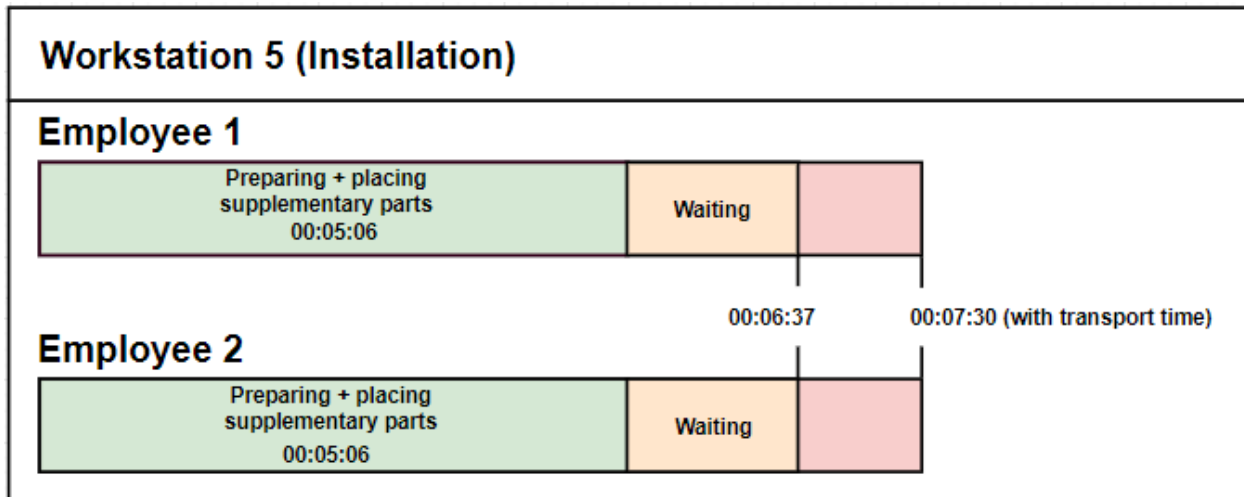 Workstation 5 (Installation)
Employee 1
Preparing + placing
supplementary parts
00:05:06
Waiting
00:06:37
00:07:30 (with transport time)
Employee 2
Preparing + placing
supplementary parts
00:05:06
Waiting